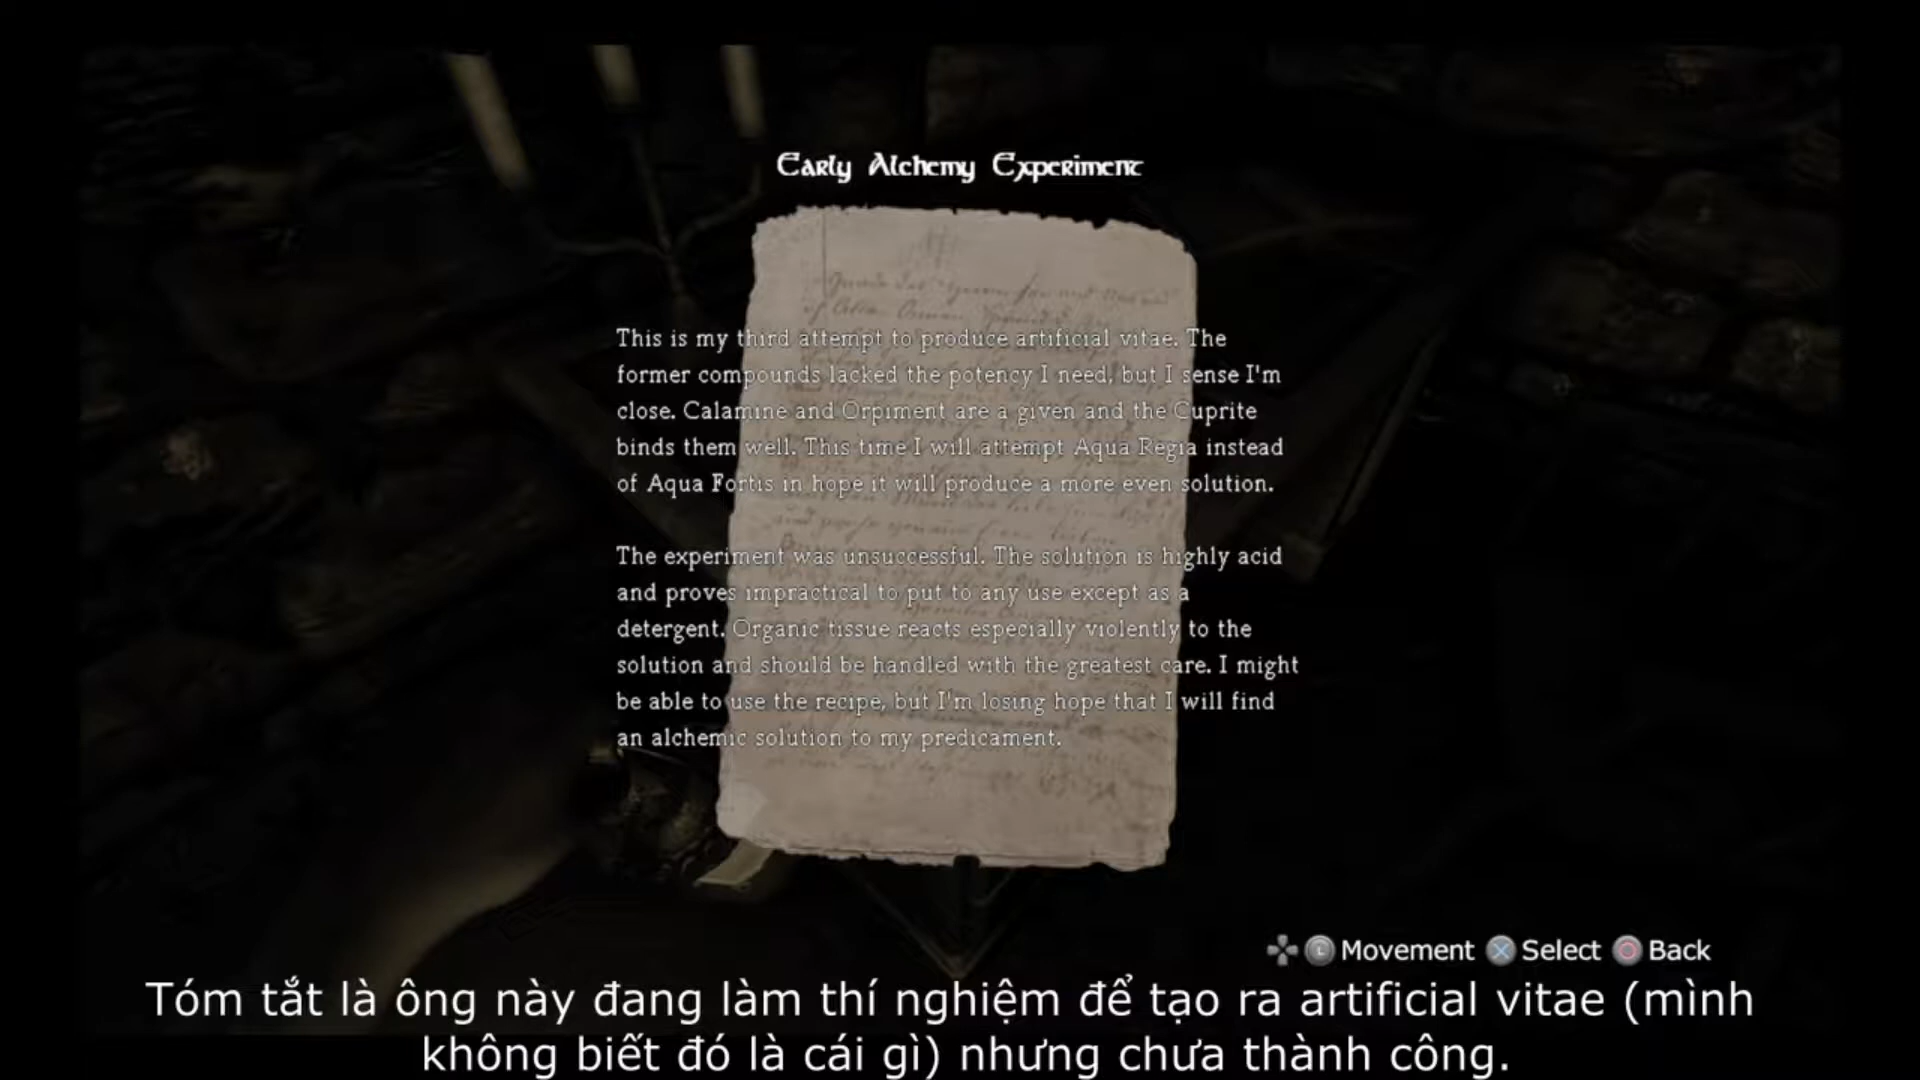 Early Alchemy Experiment
This is my third attempt to produce artificial vitae. The
former compounds lacked the potency I need, but I sense I'm
close. Calamine and Orpiment are a given and the Cuprite
binds them well. This time I will attempt Aqua Regia instead
of Aqua Fortis in hope it will produce a more even solution.
The experiment was unsuccessful. The solution is highly acid
and proves impractical to put to any use except as a
detergent. Organic tissue reacts especially violently to the
solution and should be handled with the greatest care. I might
be able to use the recipe, but I'm losing hope that I will find
an alchemic solution to my predicament.
L Movement Select Back
Tóm tắt là ông này đang làm thí nghiệm để tạo ra artificial vitae (mình
không biết đó là cái gì) nhưng chưa thành công.